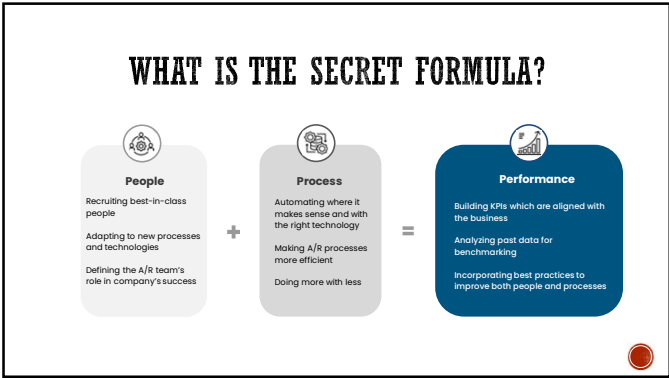 WHAT IS THE SECRET FORMULA?
People
Recruiting best-in-class
people
Adapting to new processes
and technologies
Defining the A/R team's
role in company's success
+
Process
Automating where it
makes sense and with
the right technology
Making A/R processes
more efficient
Doing more with less
=
Performance
Building KPIs which are aligned with
the business
Analyzing past data for
benchmarking
Incorporating best practices to
improve both people and processes